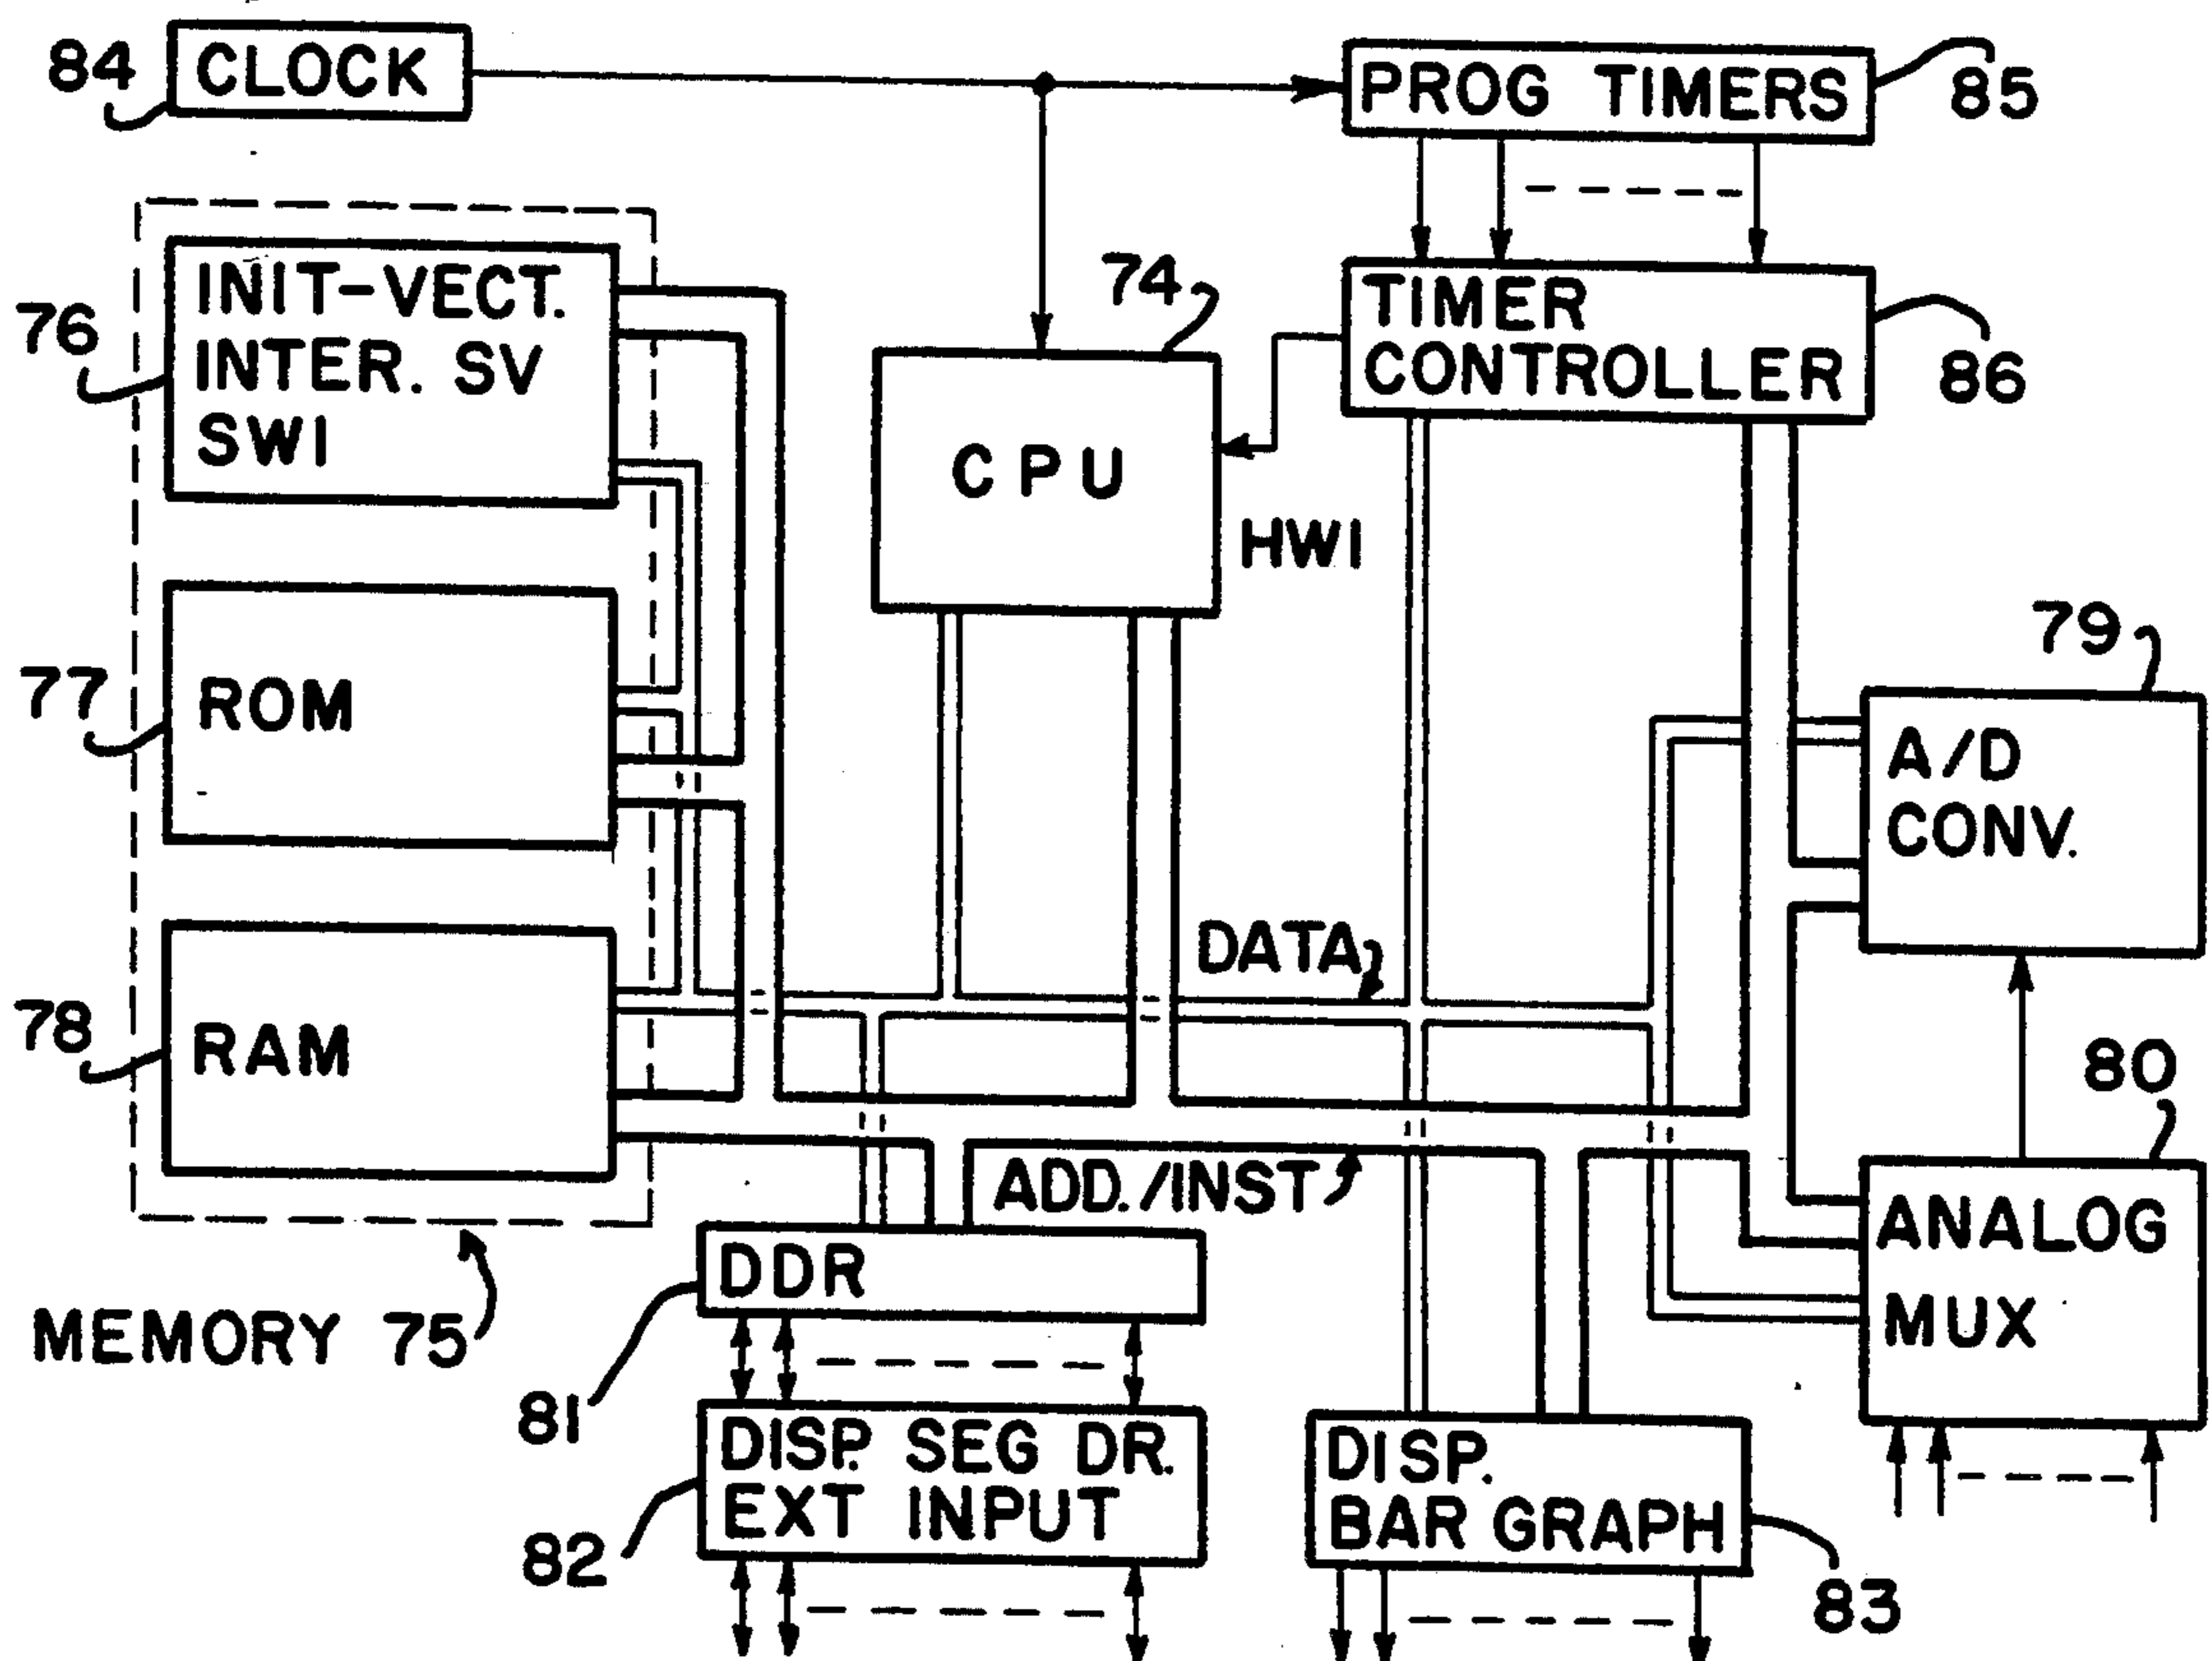 84
CLOCK
PROG TIMERS
85
76
INIT-VECT.
INTER. SV
SWI
74
CPU
HWI
TIMER
CONTROLLER
86
77
ROM
79
A/D
CONV.
78
RAM
DATA
80
ANALOG
MUX
ADD./INST
MEMORY 75
DDR
81
DISP. SEG DR.
EXT INPUT
82
DISP.
BAR GRAPH
83